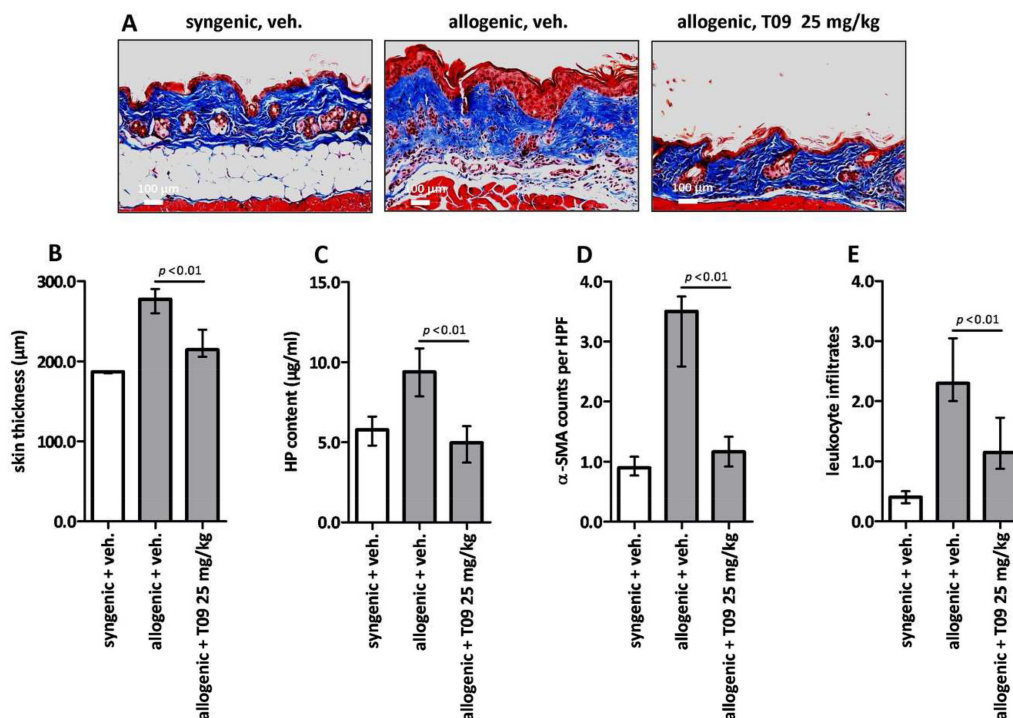 A
syngenic, veh.
allogenic, veh.
allogenic, T09 25 mg/kg
100 µm
100 µm
100 µm
B
skin thickness (µm)
300.0
200.0
100.0
0.0
p < 0.01
syngenic + veh.
allogenic + veh.
allogenic + T09 25 mg/kg
C
HP content (µg/ml)
15.0
10.0
5.0
0.0
p < 0.01
syngenic + veh.
allogenic + veh.
allogenic + T09 25 mg/kg
D
α-SMA counts per HPF
4.0
3.0
2.0
1.0
0.0
p < 0.01
syngenic + veh.
allogenic + veh.
allogenic + T09 25 mg/kg
E
leukocyte infiltrates
4.0
3.0
2.0
1.0
0.0
p < 0.01
syngenic + veh.
allogenic + veh.
allogenic + T09 25 mg/kg